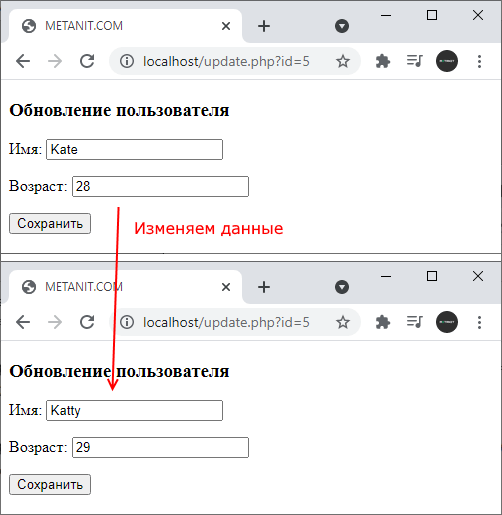 METANIT.COM
localhost/update.php?id=5
Обновление пользователя
Имя: Kate
Возраст: 28
Сохранить
Изменяем данные
METANIT.COM
localhost/update.php?id=5
Обновление пользователя
Имя: Katty
Возраст: 29
Сохранить